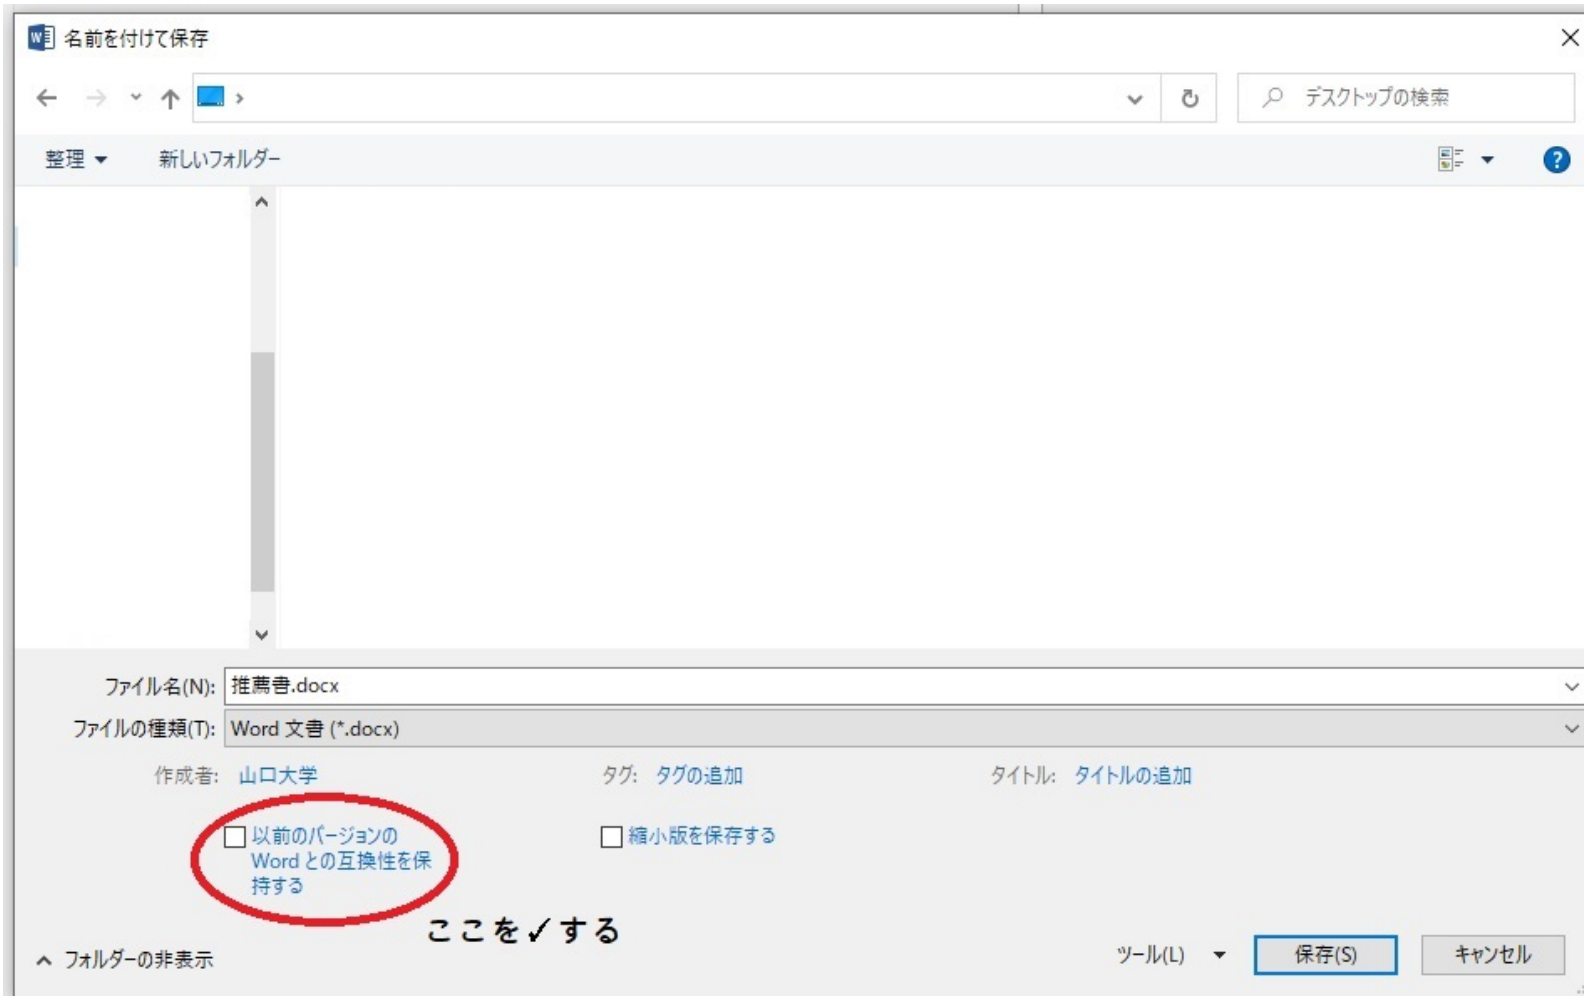 名前を付けて保存
デスクトップの検索
整理 新しいフォルダー
ファイル名(N): 推薦書.docx
ファイルの種類(T): Word 文書 (*.docx)
作成者: 山口大学 タグ: タグの追加 タイトル: タイトルの追加
以前のバージョンの
Word との互換性を保
持する
縮小版を保存する
ここを✓する
フォルダーの非表示
ツール(L) 保存(S) キャンセル